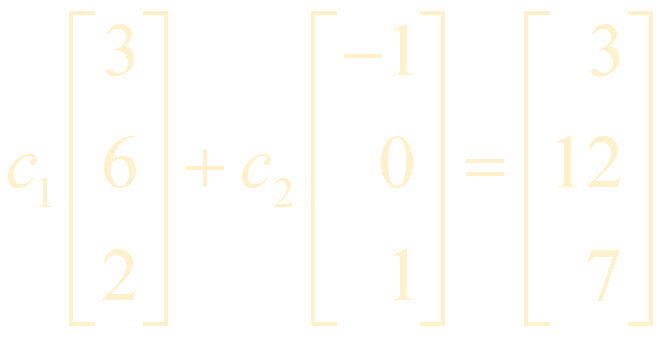 c₁ [3 6 2] + c₂ [−1 0 1] = [3 12 7]